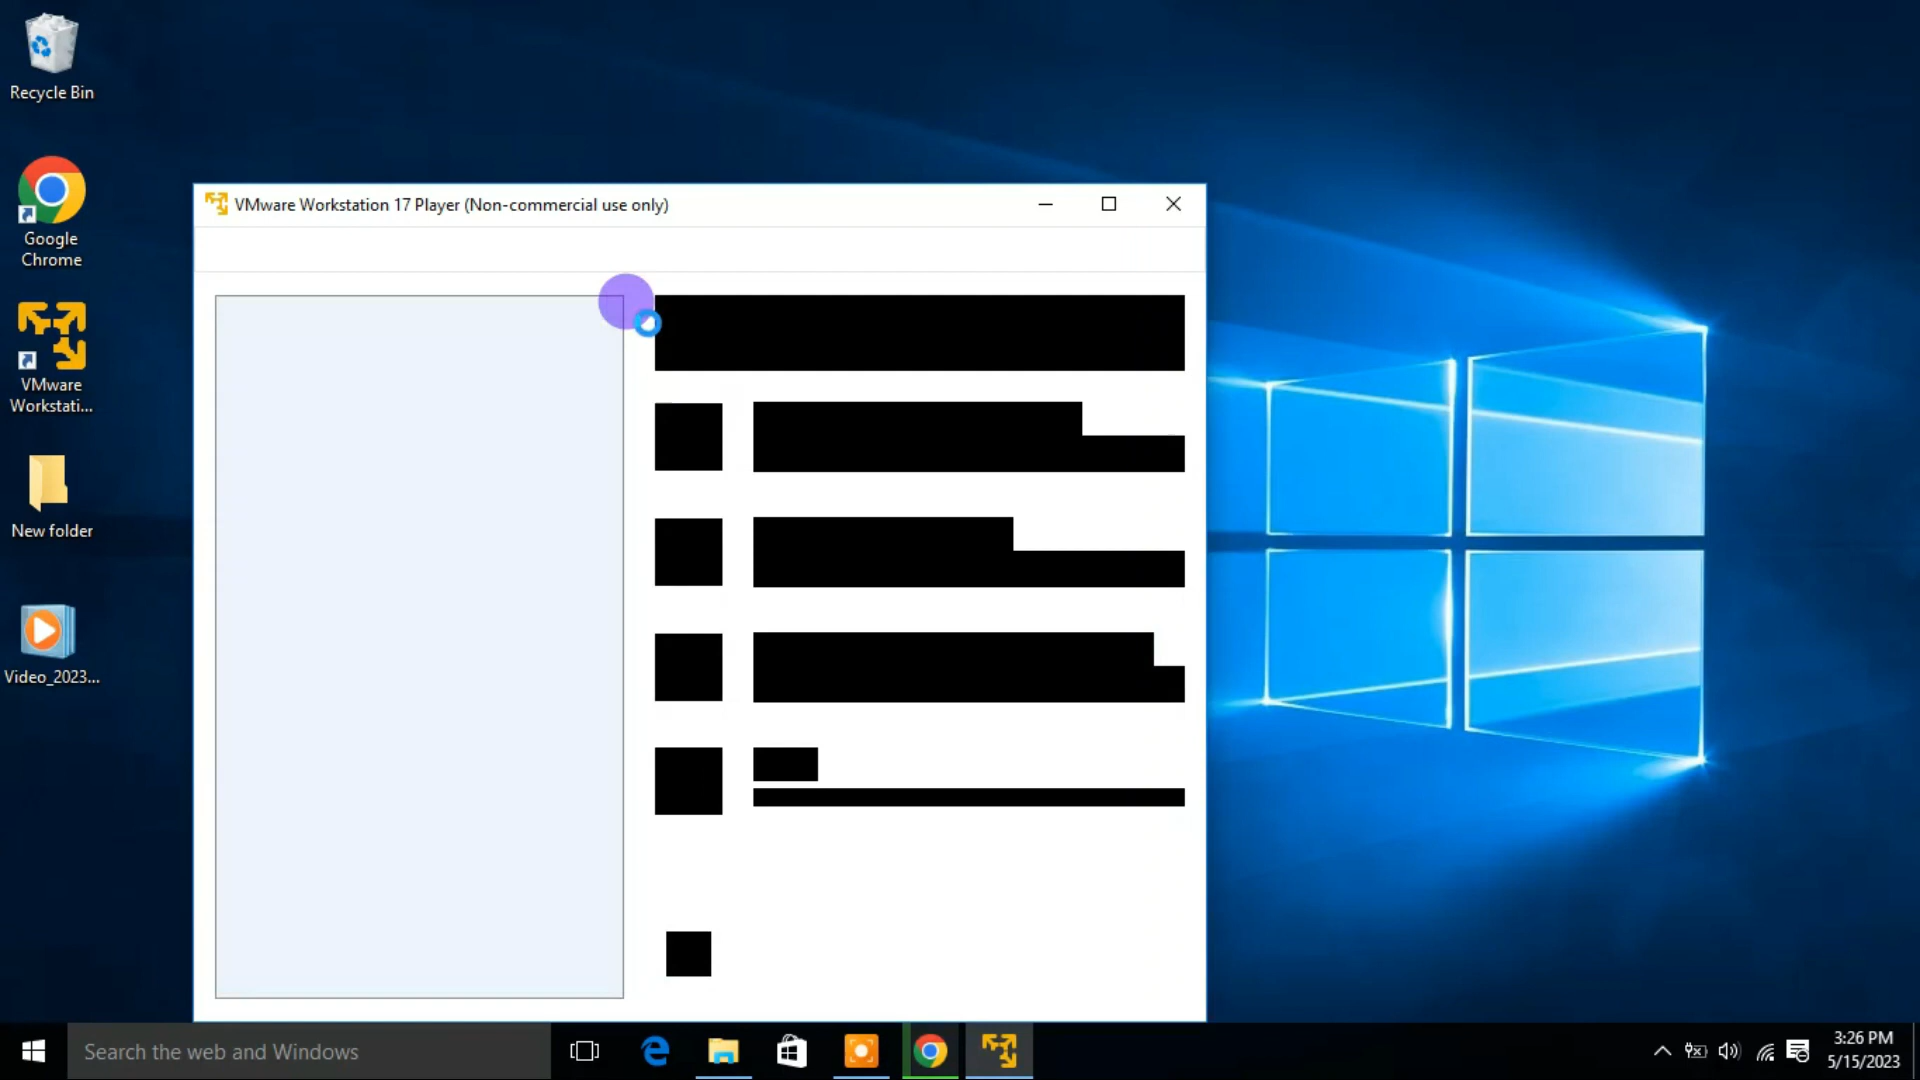 Recycle Bin
Google
Chrome
VMware
Workstati...
New folder
Video_2023...
VMware Workstation 17 Player (Non-commercial use only)
Search the web and Windows
3:26 PM
5/15/2023